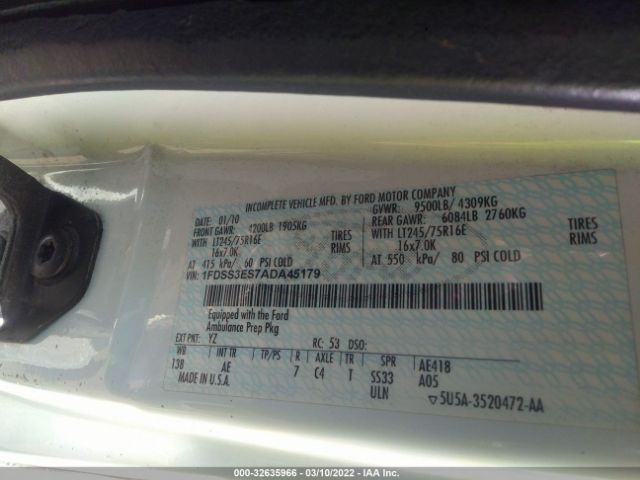 INCOMPLETE VEHICLE MFD. BY FORD MOTOR COMPANY
DATE: 01/10 GVWR: 9500LB/ 4309KG
FRONT GAWR: 4200LB 1905KG REAR GAWR: 6084LB 2760KG
WITH LT245/75R16E TIRES WITH LT245/75R16E TIRES
16x7.0K RIMS 16x7.0K RIMS
AT 415 kPa/ 60 PSI COLD AT 550 kPa/ 80 PSI COLD
1FDSS3ES7ADA45179
Equipped with the Ford
Ambulance Prep Pkg
EXT PNT: YZ RC: 53 DSO:
WB INT TR TP/PS R AXLE TR SPR AE418
138 AE 7 C4 T SS33 A05
MADE IN U.S.A. ULN ▽5U5A-3520472-AA
000-32635966 — 03/10/2022 — IAA Inc.